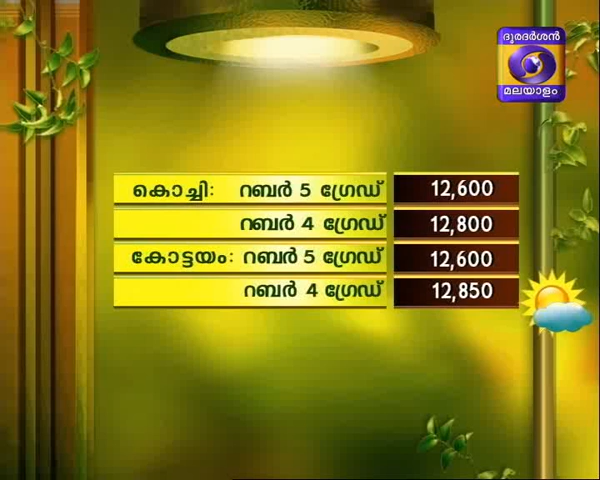 ദൂരദർശൻ
മലയാളം
കൊച്ചി: റബർ 5 ഗ്രേഡ് 12,600
റബർ 4 ഗ്രേഡ് 12,800
കോട്ടയം: റബർ 5 ഗ്രേഡ് 12,600
റബർ 4 ഗ്രേഡ് 12,850